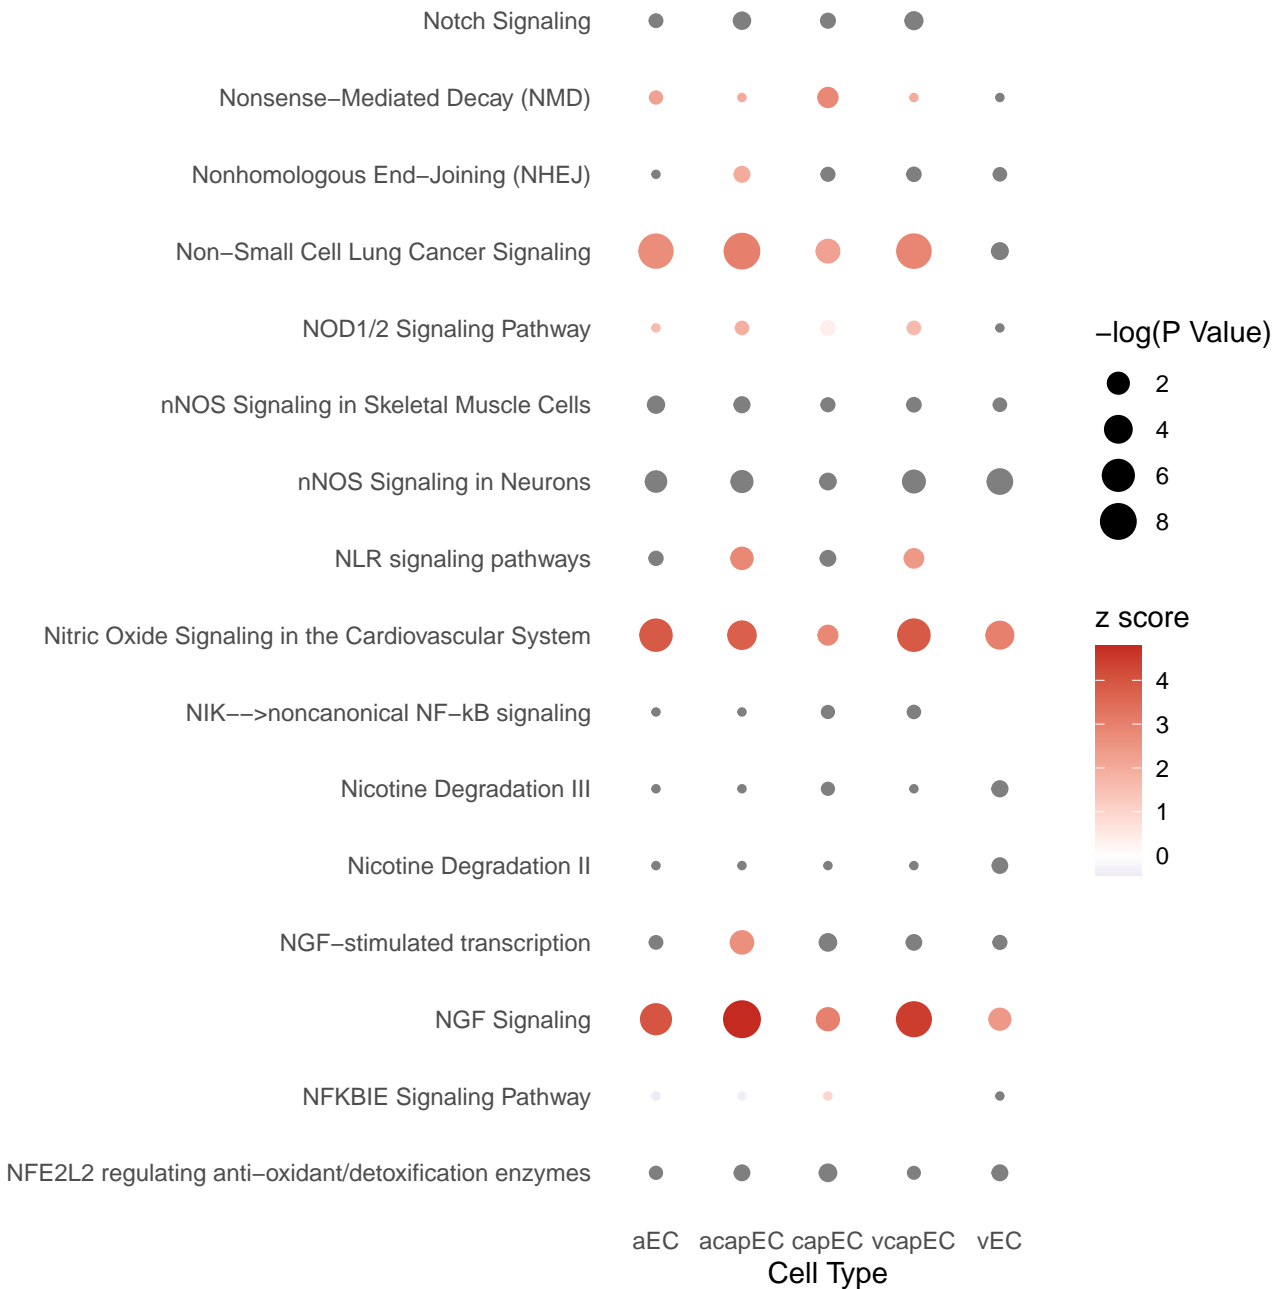 Notch Signaling
Nonsense−Mediated Decay (NMD)
Nonhomologous End−Joining (NHEJ)
Non−Small Cell Lung Cancer Signaling
NOD1/2 Signaling Pathway
nNOS Signaling in Skeletal Muscle Cells
nNOS Signaling in Neurons
NLR signaling pathways
Nitric Oxide Signaling in the Cardiovascular System
NIK−−>noncanonical NF−kB signaling
Nicotine Degradation III
Nicotine Degradation II
NGF−stimulated transcription
NGF Signaling
NFKBIE Signaling Pathway
NFE2L2 regulating anti−oxidant/detoxification enzymes
aEC acapEC capEC vcapEC vEC
Cell Type
−log(P Value)
2
4
6
8
z score
4
3
2
1
0